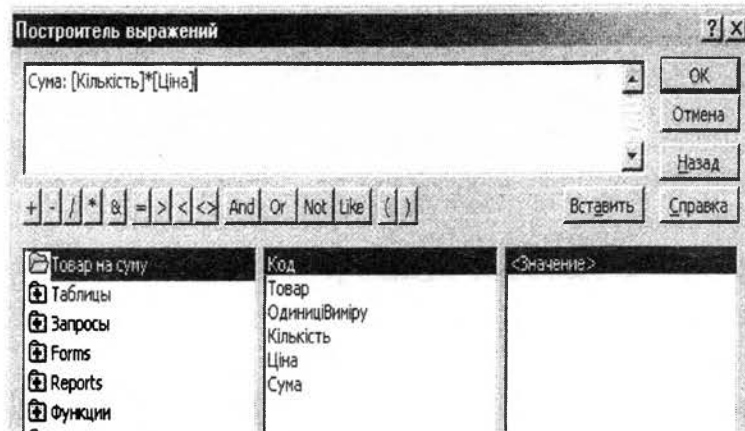 Построитель выражений
Сума: [Кількість]*[Ціна]
OK
Отмена
Назад
+ - / * & = > < <> And Or Not Like ( ) Вставить Справка
Товар на суму
Таблицы
Запросы
Forms
Reports
Функции
Код
Товар
ОдиниціВиміру
Кількість
Ціна
Сума
<Значение>